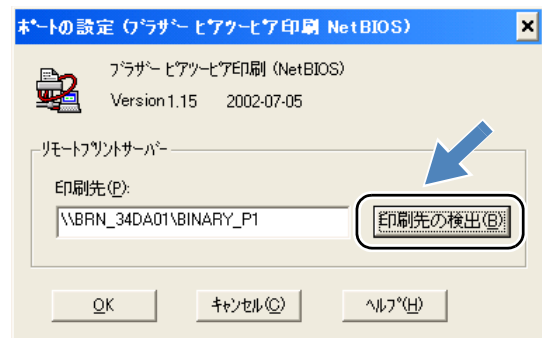 ﾎﾟｰﾄの設定 (ﾌﾞﾗｻﾞｰ ﾋﾟｱﾂｰﾋﾟｱ印刷 NetBIOS)
ﾌﾞﾗｻﾞｰ ﾋﾟｱﾂｰﾋﾟｱ印刷 (NetBIOS)
Version 1.15 2002-07-05
ﾘﾓｰﾄﾌﾟﾘﾝﾄｻｰﾊﾞｰ
印刷先(P):
\\BRN_34DA01\BINARY_P1
印刷先の検出(B)
OK
ｷｬﾝｾﾙ(C)
ﾍﾙﾌﾟ(H)